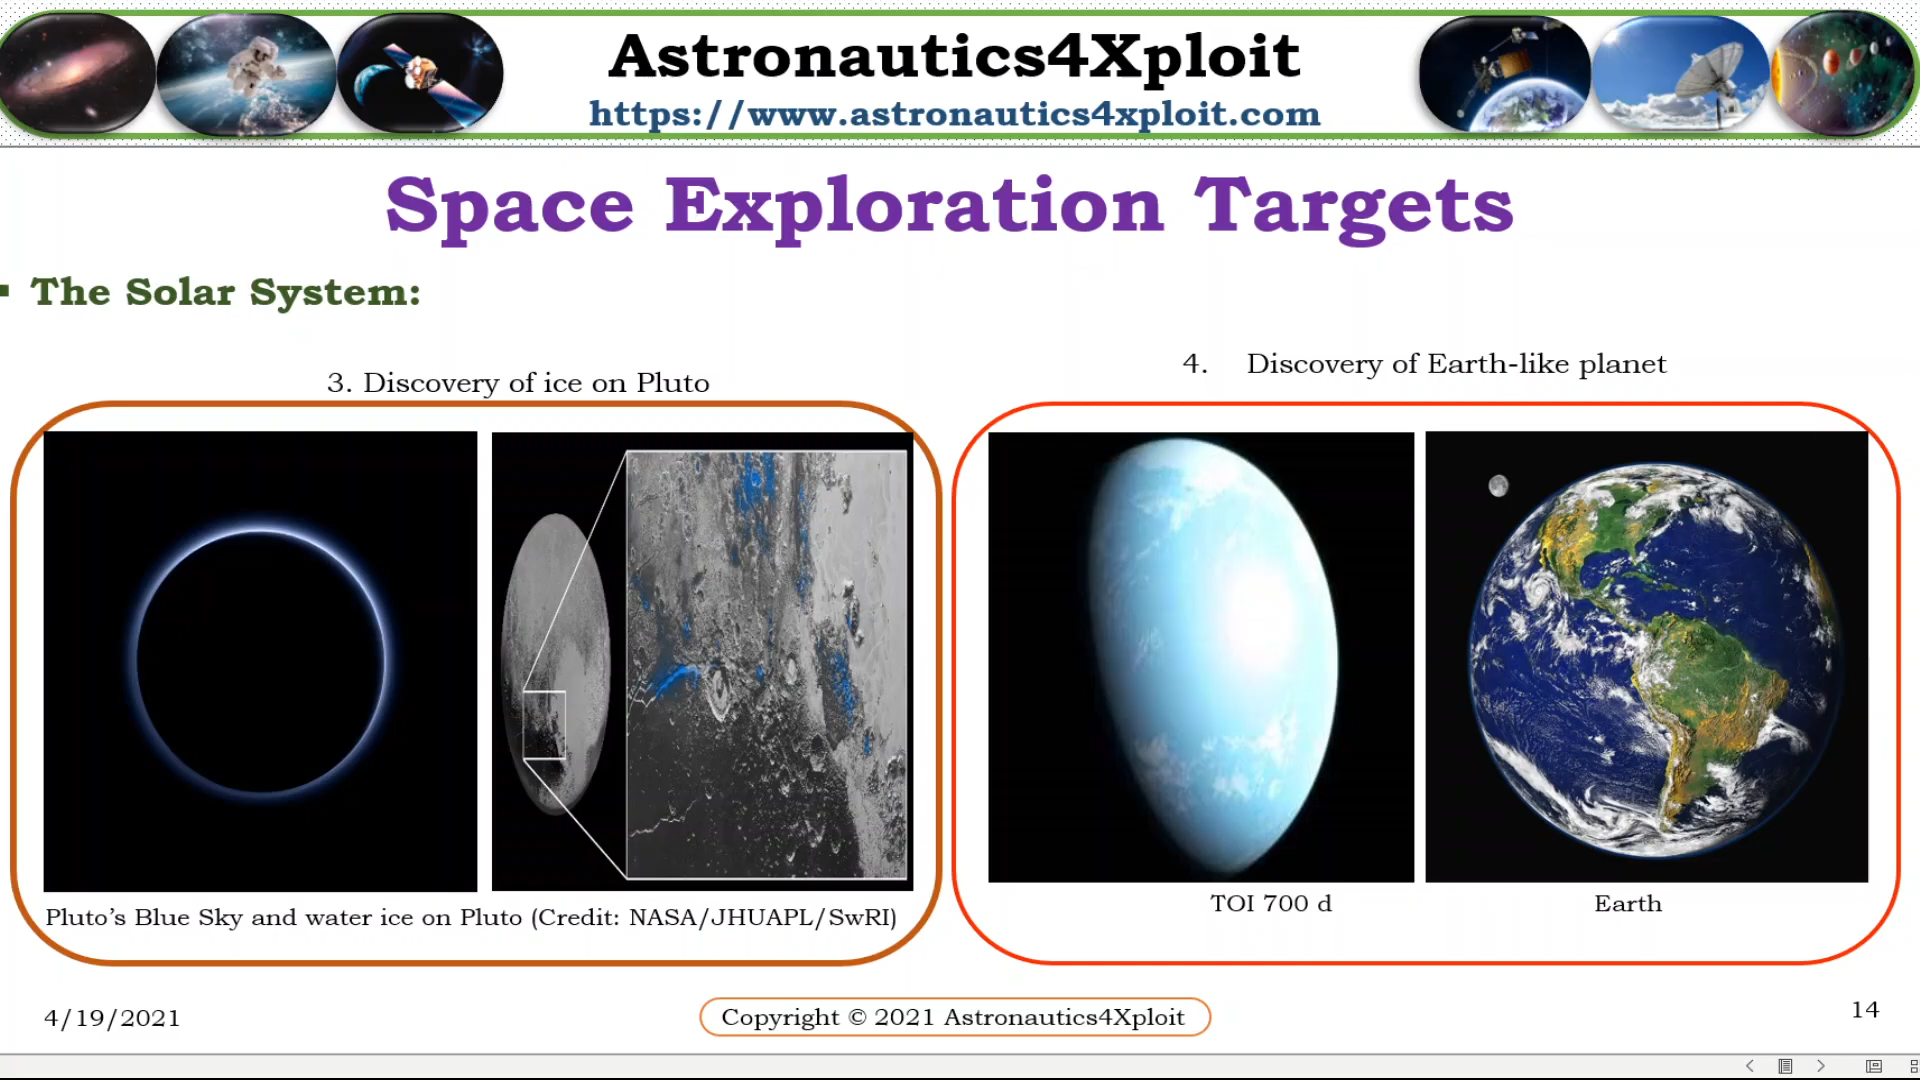 Astronautics4Xploit
https://www.astronautics4xploit.com
Space Exploration Targets
The Solar System:
3. Discovery of ice on Pluto
4. Discovery of Earth-like planet
Pluto’s Blue Sky and water ice on Pluto (Credit: NASA/JHUAPL/SwRI)
TOI 700 d
Earth
4/19/2021
Copyright © 2021 Astronautics4Xploit
14